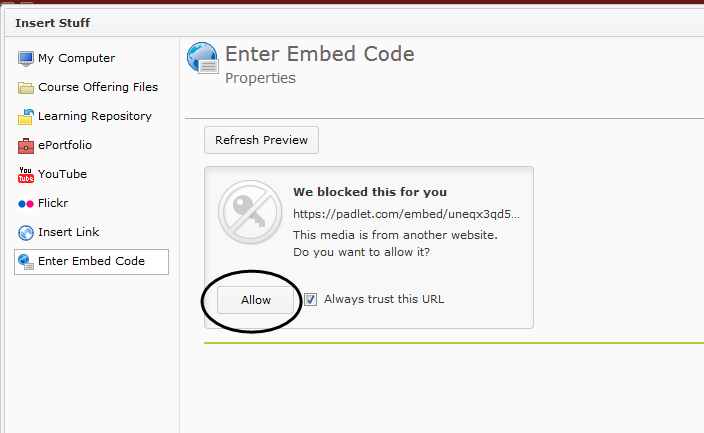 Insert Stuff
My Computer
Course Offering Files
Learning Repository
ePortfolio
You Tube
YouTube
Flickr
Insert Link
Enter Embed Code
Enter Embed Code
Properties
Refresh Preview
We blocked this for you
https://padlet.com/embed/uneqx3qd5...
This media is from another website.
Do you want to allow it?
Allow
Always trust this URL